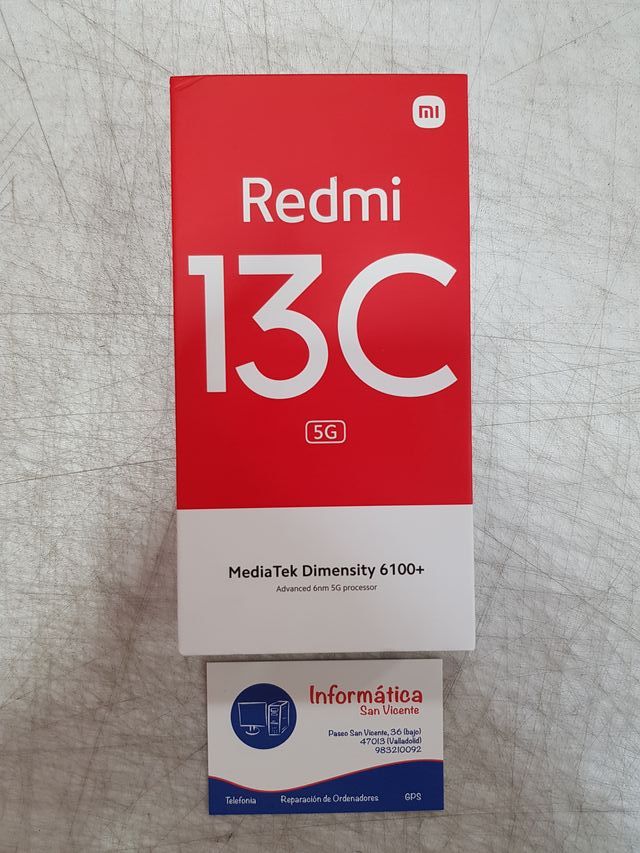 mi
Redmi
13C
5G
MediaTek Dimensity 6100+
Advanced 6nm 5G processor
Informática
San Vicente
Paseo San Vicente, 36 (bajo)
47013 (Valladolid)
983210092
Telefonía Reparación de Ordenadores GPS